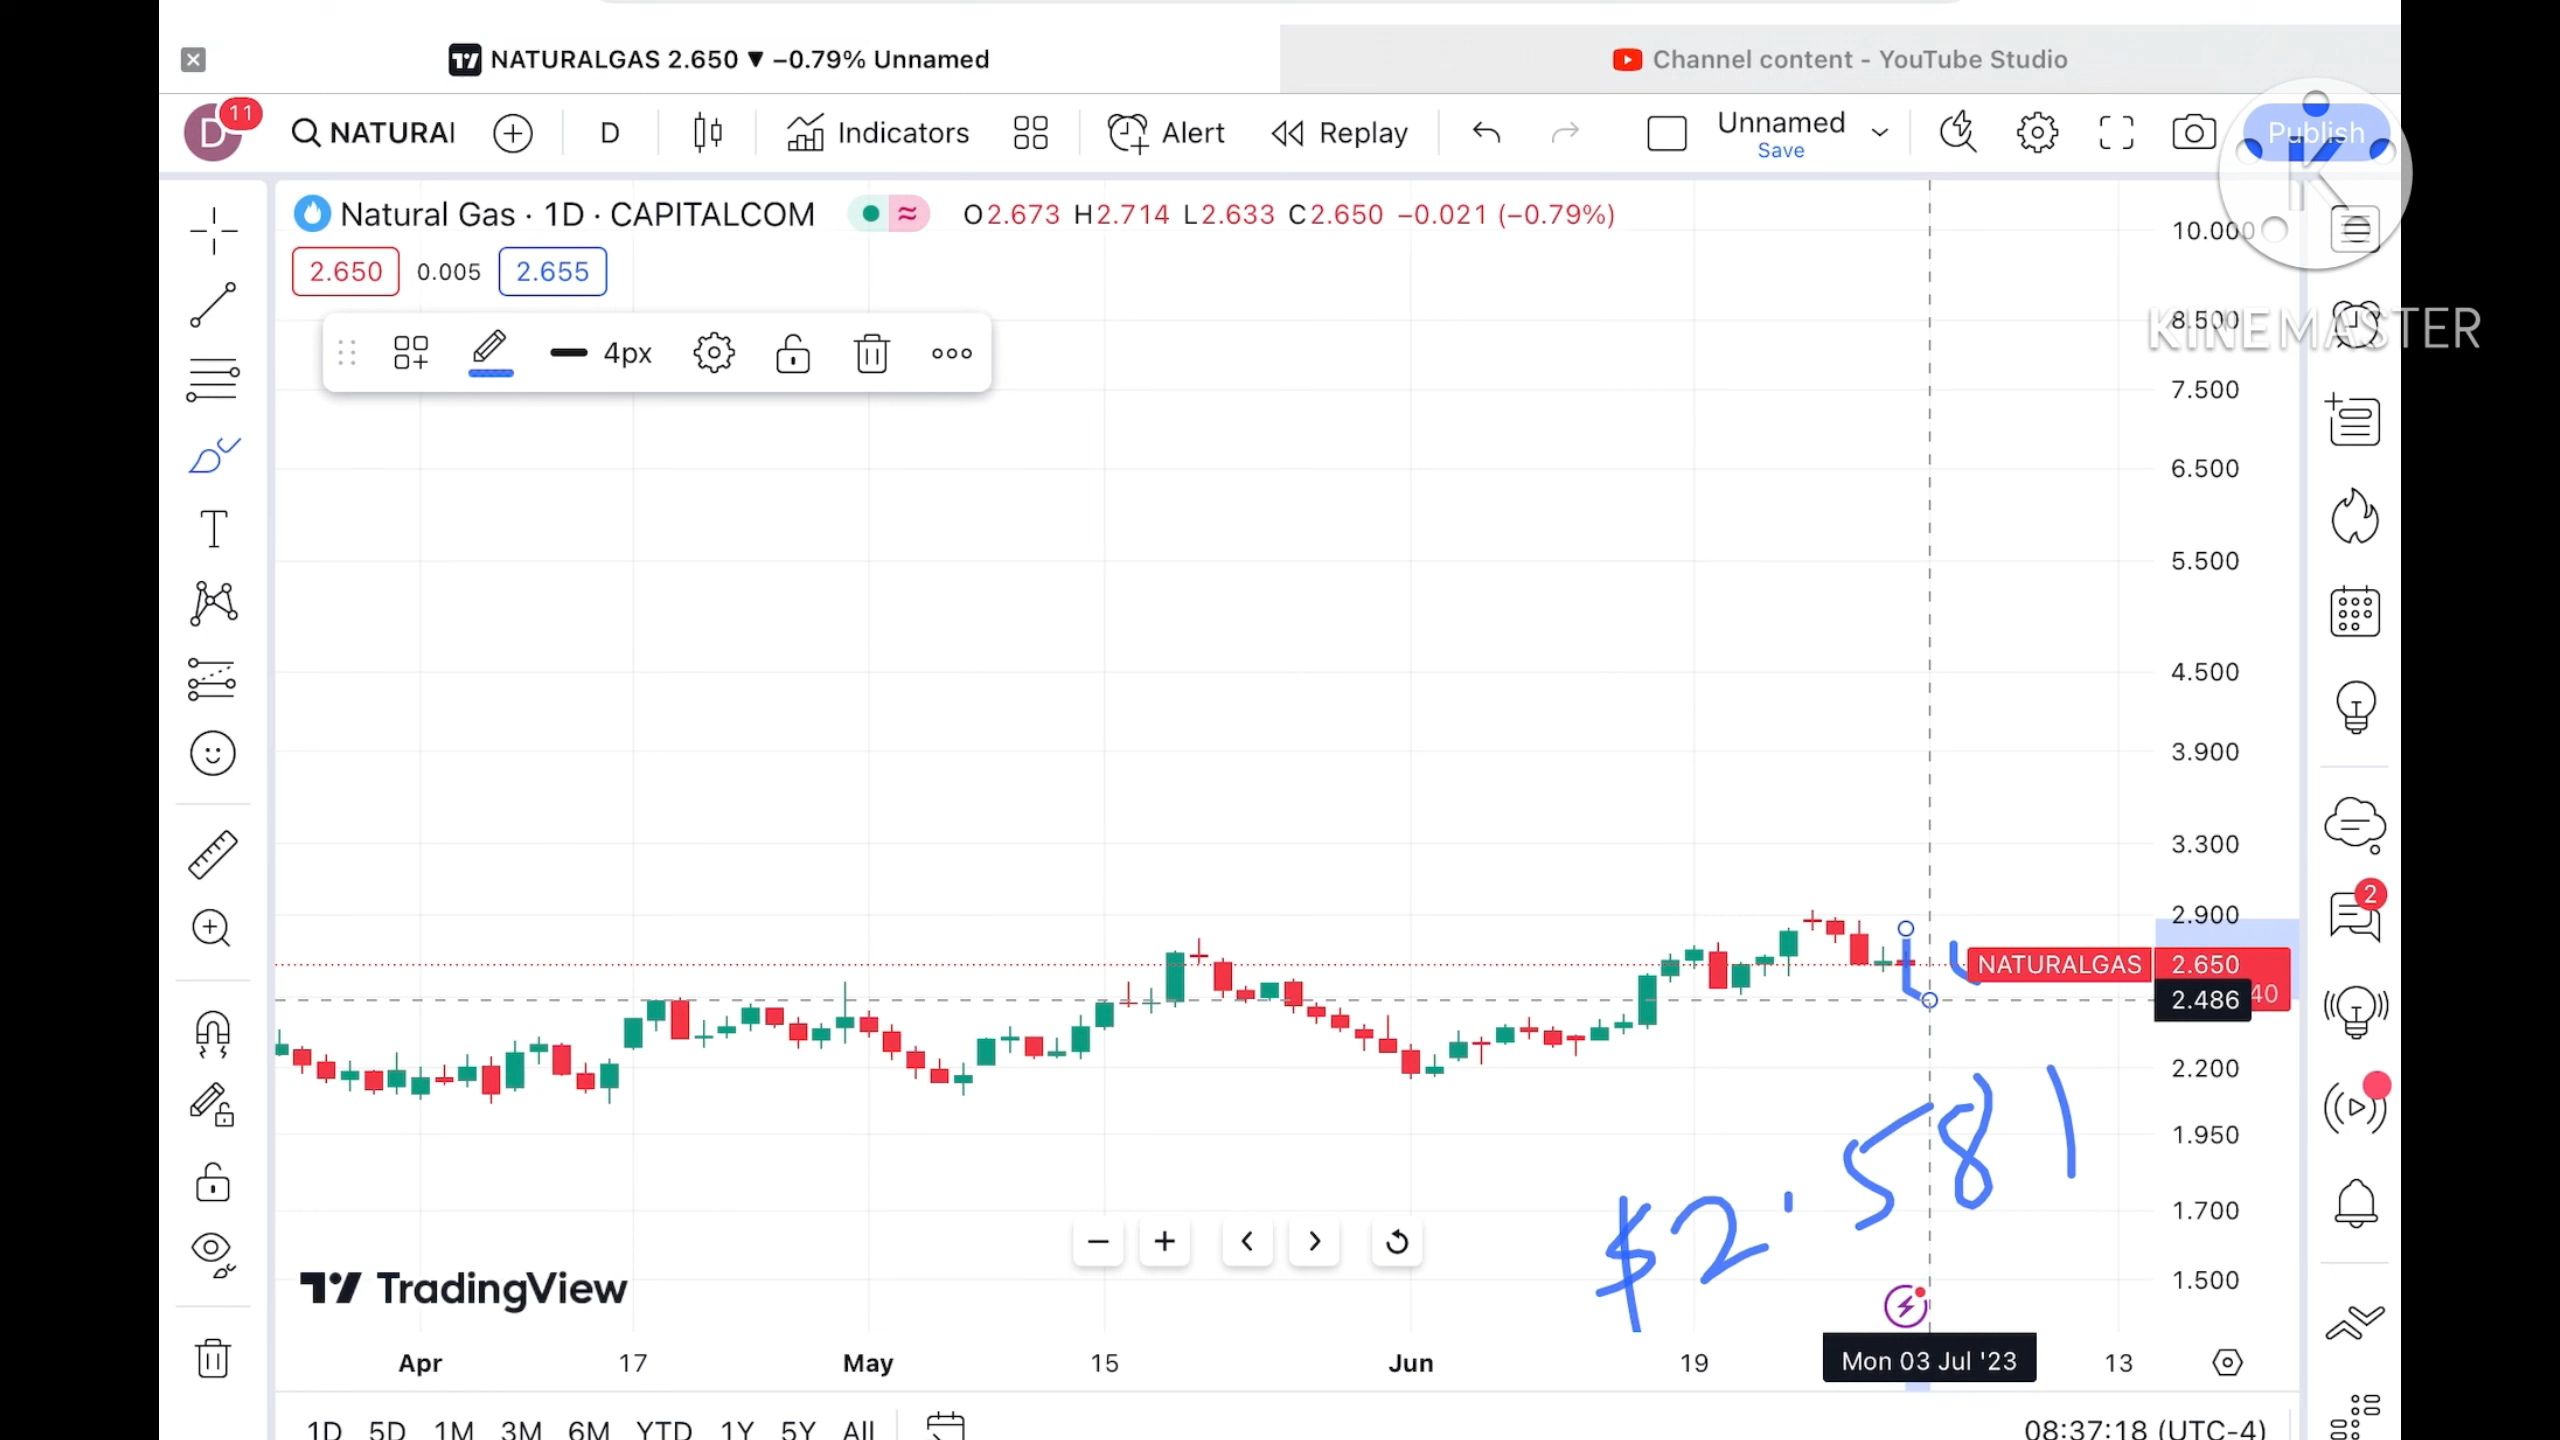 NATURALGAS 2.650 ▼ −0.79% Unnamed
Channel content - YouTube Studio
D 11
NATURAI
D
Indicators
Alert
Replay
Unnamed
Save
Publish
K
KINEMASTER
Natural Gas · 1D · CAPITALCOM
O2.673 H2.714 L2.633 C2.650 −0.021 (−0.79%)
2.650 0.005 2.655
4px
T
10.000
8.500
7.500
6.500
5.500
4.500
3.900
3.300
2.900
NATURALGAS 2.650
2.486
40
2.200
1.950
1.700
1.500
2
$2.581
TradingView
Apr 17 May 15 Jun 19 Mon 03 Jul '23 13
1D 5D 1M 3M 6M YTD 1Y 5Y All
08:37:18 (UTC-4)